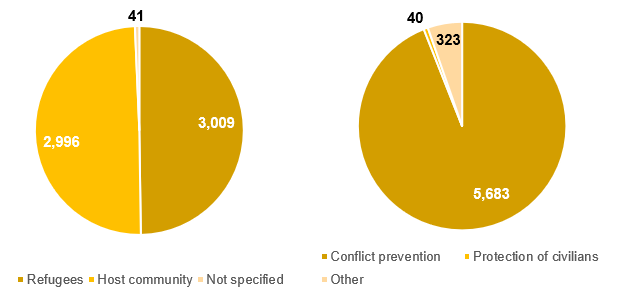 41
3,009
2,996
Refugees Host community Not specified
40
323
5,683
Conflict prevention Protection of civilians
Other